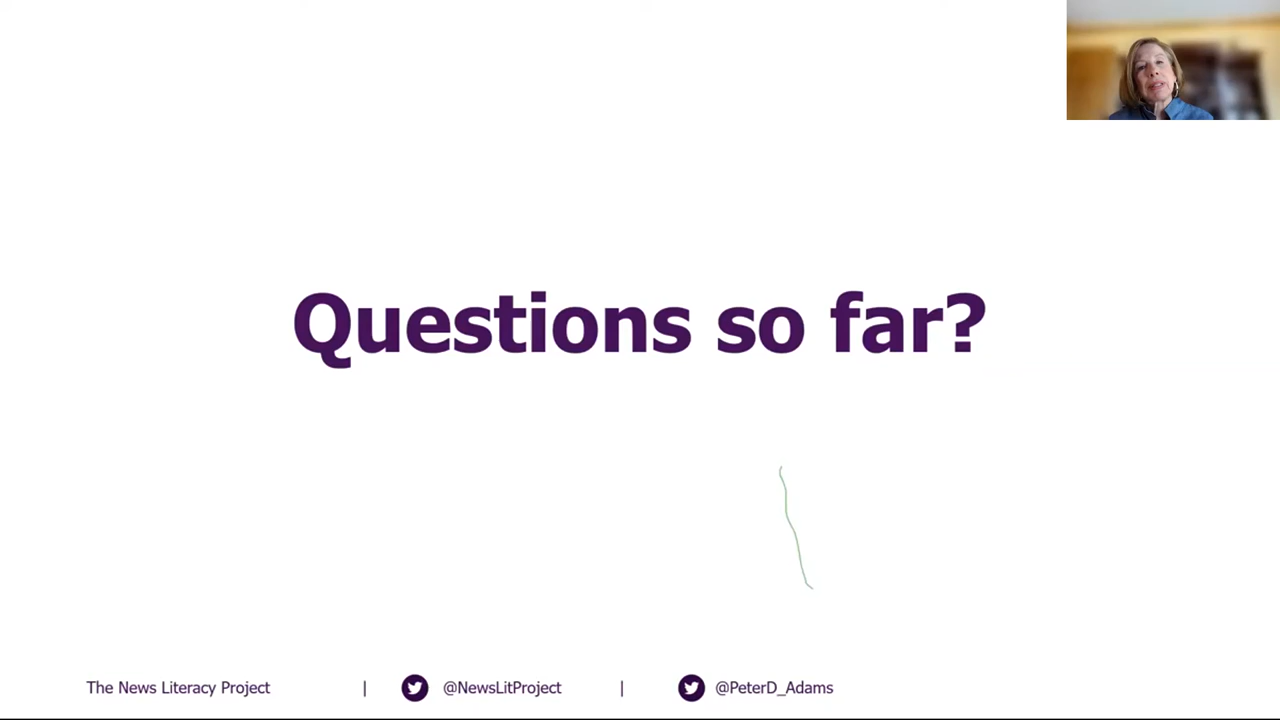 Questions so far?
The News Literacy Project | @NewsLitProject | @PeterD_Adams